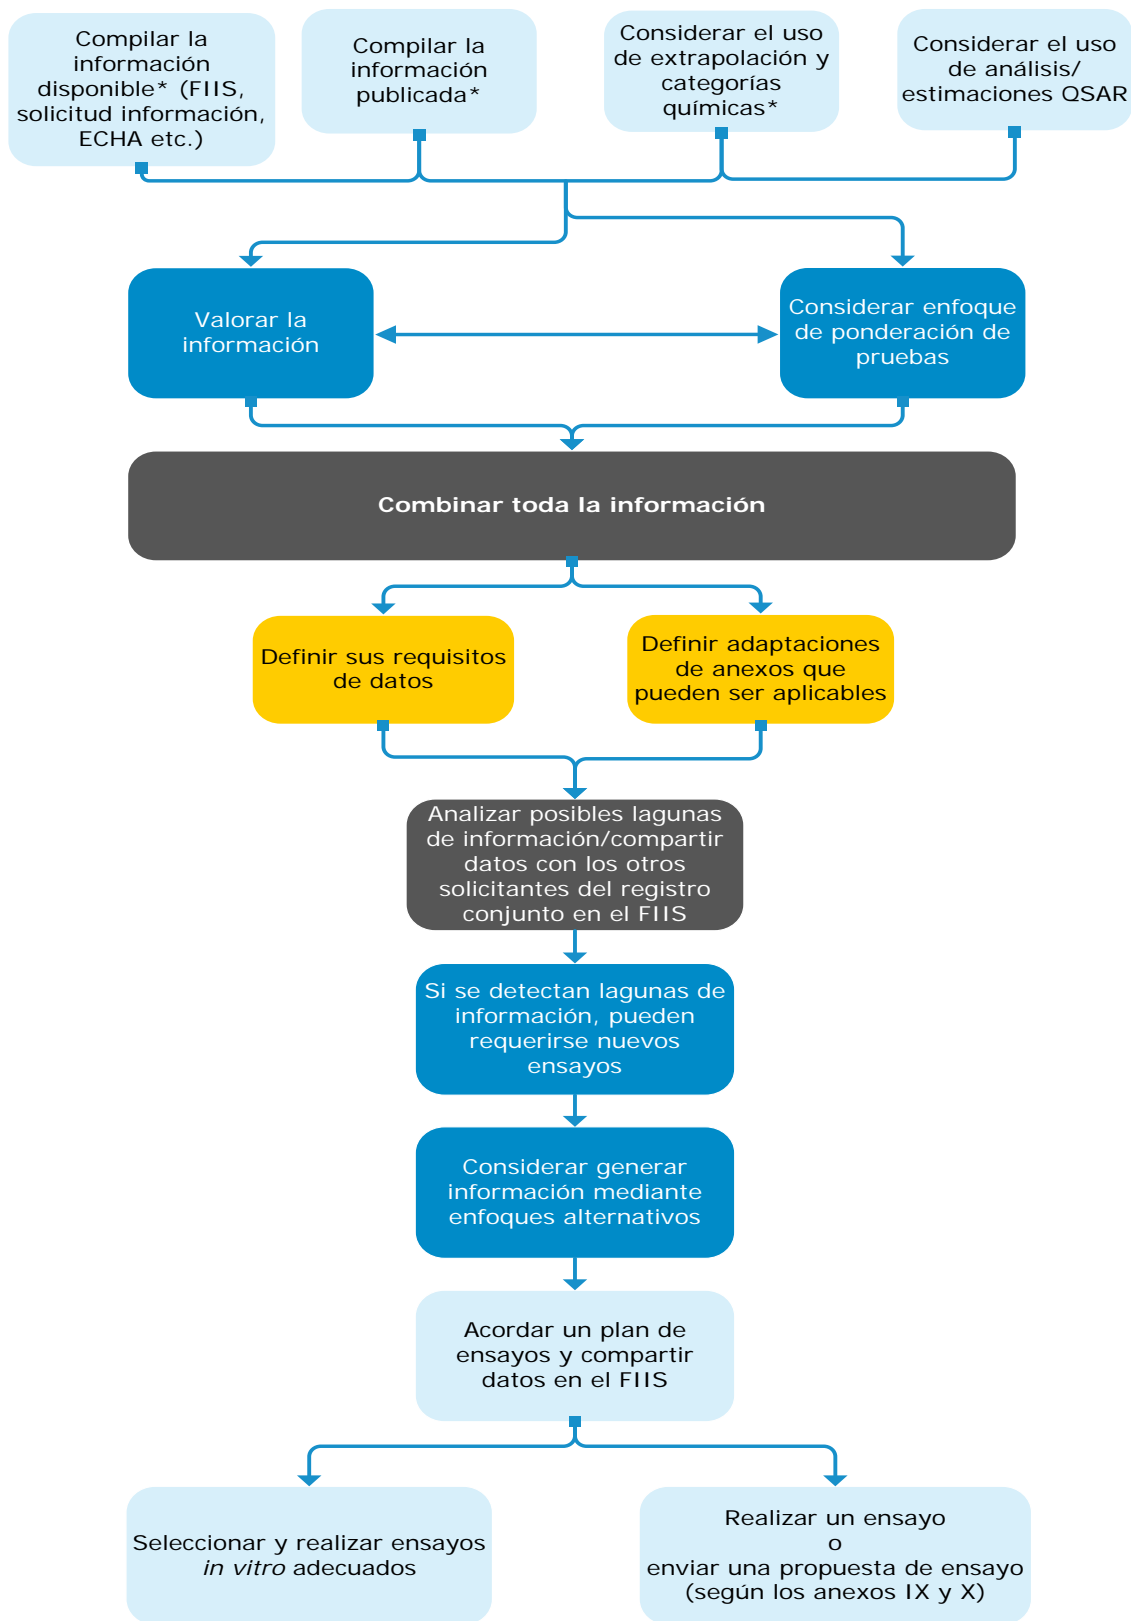 Compilar la
información
disponible* (FIIS,
solicitud información,
ECHA etc.)
Compilar la
información
publicada*
Considerar el uso
de extrapolación y
categorías
químicas*
Considerar el uso
de análisis/
estimaciones QSAR
Valorar la
información
Considerar enfoque
de ponderación de
pruebas
Combinar toda la información
Definir sus requisitos
de datos
Definir adaptaciones
de anexos que
pueden ser aplicables
Analizar posibles lagunas
de información/compartir
datos con los otros
solicitantes del registro
conjunto en el FIIS
Si se detectan lagunas de
información, pueden
requerirse nuevos
ensayos
Considerar generar
información mediante
enfoques alternativos
Acordar un plan de
ensayos y compartir
datos en el FIIS
Seleccionar y realizar ensayos
in vitro adecuados
Realizar un ensayo
o
enviar una propuesta de ensayo
(según los anexos IX y X)